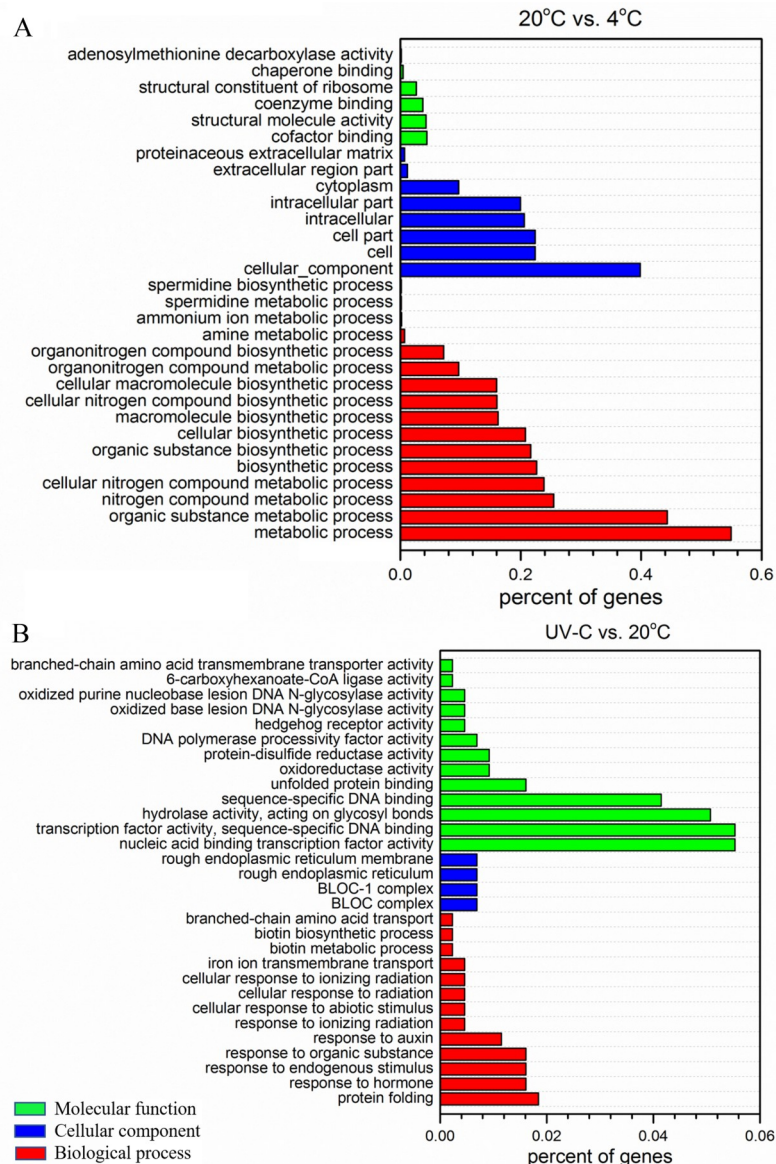 A
20°C vs. 4°C
adenosylmethionine decarboxylase activity
chaperone binding
structural constituent of ribosome
coenzyme binding
structural molecule activity
cofactor binding
proteinaceous extracellular matrix
extracellular region part
cytoplasm
intracellular part
intracellular
cell part
cell
cellular_component
spermidine biosynthetic process
spermidine metabolic process
ammonium ion metabolic process
amine metabolic process
organonitrogen compound biosynthetic process
organonitrogen compound metabolic process
cellular macromolecule biosynthetic process
cellular nitrogen compound biosynthetic process
macromolecule biosynthetic process
cellular biosynthetic process
organic substance biosynthetic process
biosynthetic process
cellular nitrogen compound metabolic process
nitrogen compound metabolic process
organic substance metabolic process
metabolic process
0.0 0.2 0.4 0.6
percent of genes
B
UV-C vs. 20°C
branched-chain amino acid transmembrane transporter activity
6-carboxyhexanoate-CoA ligase activity
oxidized purine nucleobase lesion DNA N-glycosylase activity
oxidized base lesion DNA N-glycosylase activity
hedgehog receptor activity
DNA polymerase processivity factor activity
protein-disulfide reductase activity
oxidoreductase activity
unfolded protein binding
sequence-specific DNA binding
hydrolase activity, acting on glycosyl bonds
transcription factor activity, sequence-specific DNA binding
nucleic acid binding transcription factor activity
rough endoplasmic reticulum membrane
rough endoplasmic reticulum
BLOC-1 complex
BLOC complex
branched-chain amino acid transport
biotin biosynthetic process
biotin metabolic process
iron ion transmembrane transport
cellular response to ionizing radiation
cellular response to radiation
cellular response to abiotic stimulus
response to ionizing radiation
response to auxin
response to organic substance
response to endogenous stimulus
response to hormone
protein folding
0.00 0.02 0.04 0.06
percent of genes
Molecular function
Cellular component
Biological process